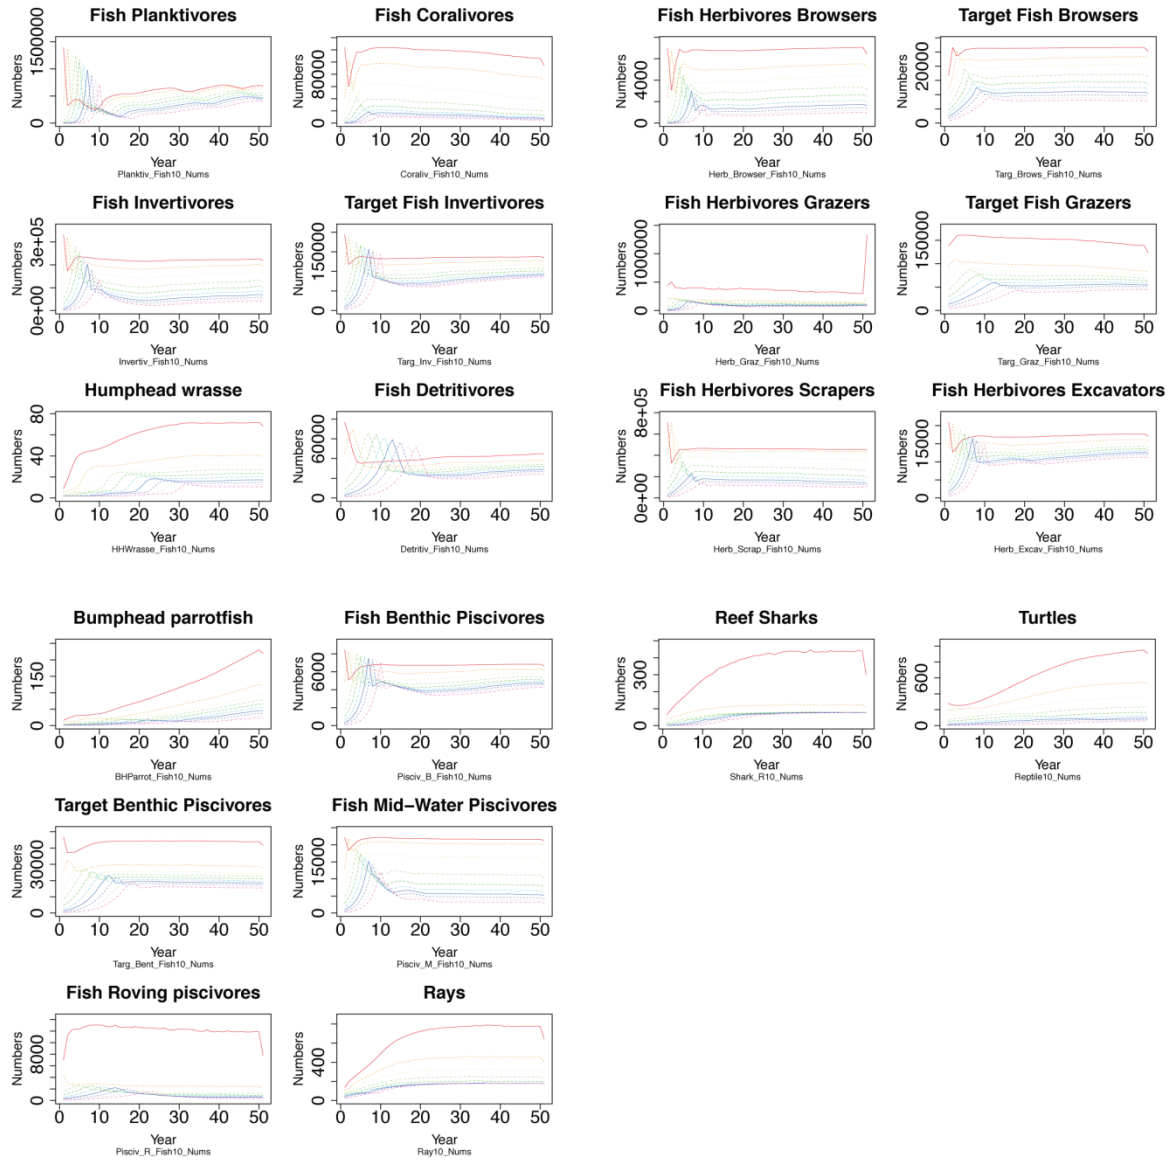 Fish Planktivores
Numbers
0
1500000
0 10 20 30 40 50
Year
Planktiv_Fish10_Nums
Fish Coralivores
Numbers
0
80000
0 10 20 30 40 50
Year
Coraliv_Fish10_Nums
Fish Herbivores Browsers
Numbers
0
4000
0 10 20 30 40 50
Year
Herb_Browser_Fish10_Nums
Target Fish Browsers
Numbers
0
20000
0 10 20 30 40 50
Year
Targ_Brows_Fish10_Nums
Fish Invertivores
Numbers
0e+00
3e+05
0 10 20 30 40 50
Year
Invertiv_Fish10_Nums
Target Fish Invertivores
Numbers
0
150000
0 10 20 30 40 50
Year
Targ_Inv_Fish10_Nums
Fish Herbivores Grazers
Numbers
0
100000
0 10 20 30 40 50
Year
Herb_Graz_Fish10_Nums
Target Fish Grazers
Numbers
0
150000
0 10 20 30 40 50
Year
Targ_Graz_Fish10_Nums
Humphead wrasse
Numbers
0
40
80
0 10 20 30 40 50
Year
HHWrasse_Fish10_Nums
Fish Detritivores
Numbers
0
60000
0 10 20 30 40 50
Year
Detritiv_Fish10_Nums
Fish Herbivores Scrapers
Numbers
0e+00
8e+05
0 10 20 30 40 50
Year
Herb_Scrap_Fish10_Nums
Fish Herbivores Excavators
Numbers
0
15000
0 10 20 30 40 50
Year
Herb_Excav_Fish10_Nums
Bumphead parrotfish
Numbers
0
150
0 10 20 30 40 50
Year
BHParrot_Fish10_Nums
Fish Benthic Piscivores
Numbers
0
6000
0 10 20 30 40 50
Year
Pisciv_B_Fish10_Nums
Reef Sharks
Numbers
0
300
0 10 20 30 40 50
Year
Shark_R10_Nums
Turtles
Numbers
0
600
0 10 20 30 40 50
Year
Reptile10_Nums
Target Benthic Piscivores
Numbers
0
30000
0 10 20 30 40 50
Year
Targ_Bent_Fish10_Nums
Fish Mid−Water Piscivores
Numbers
0
15000
0 10 20 30 40 50
Year
Pisciv_M_Fish10_Nums
Fish Roving piscivores
Numbers
0
8000
0 10 20 30 40 50
Year
Pisciv_R_Fish10_Nums
Rays
Numbers
0
400
0 10 20 30 40 50
Year
Ray10_Nums